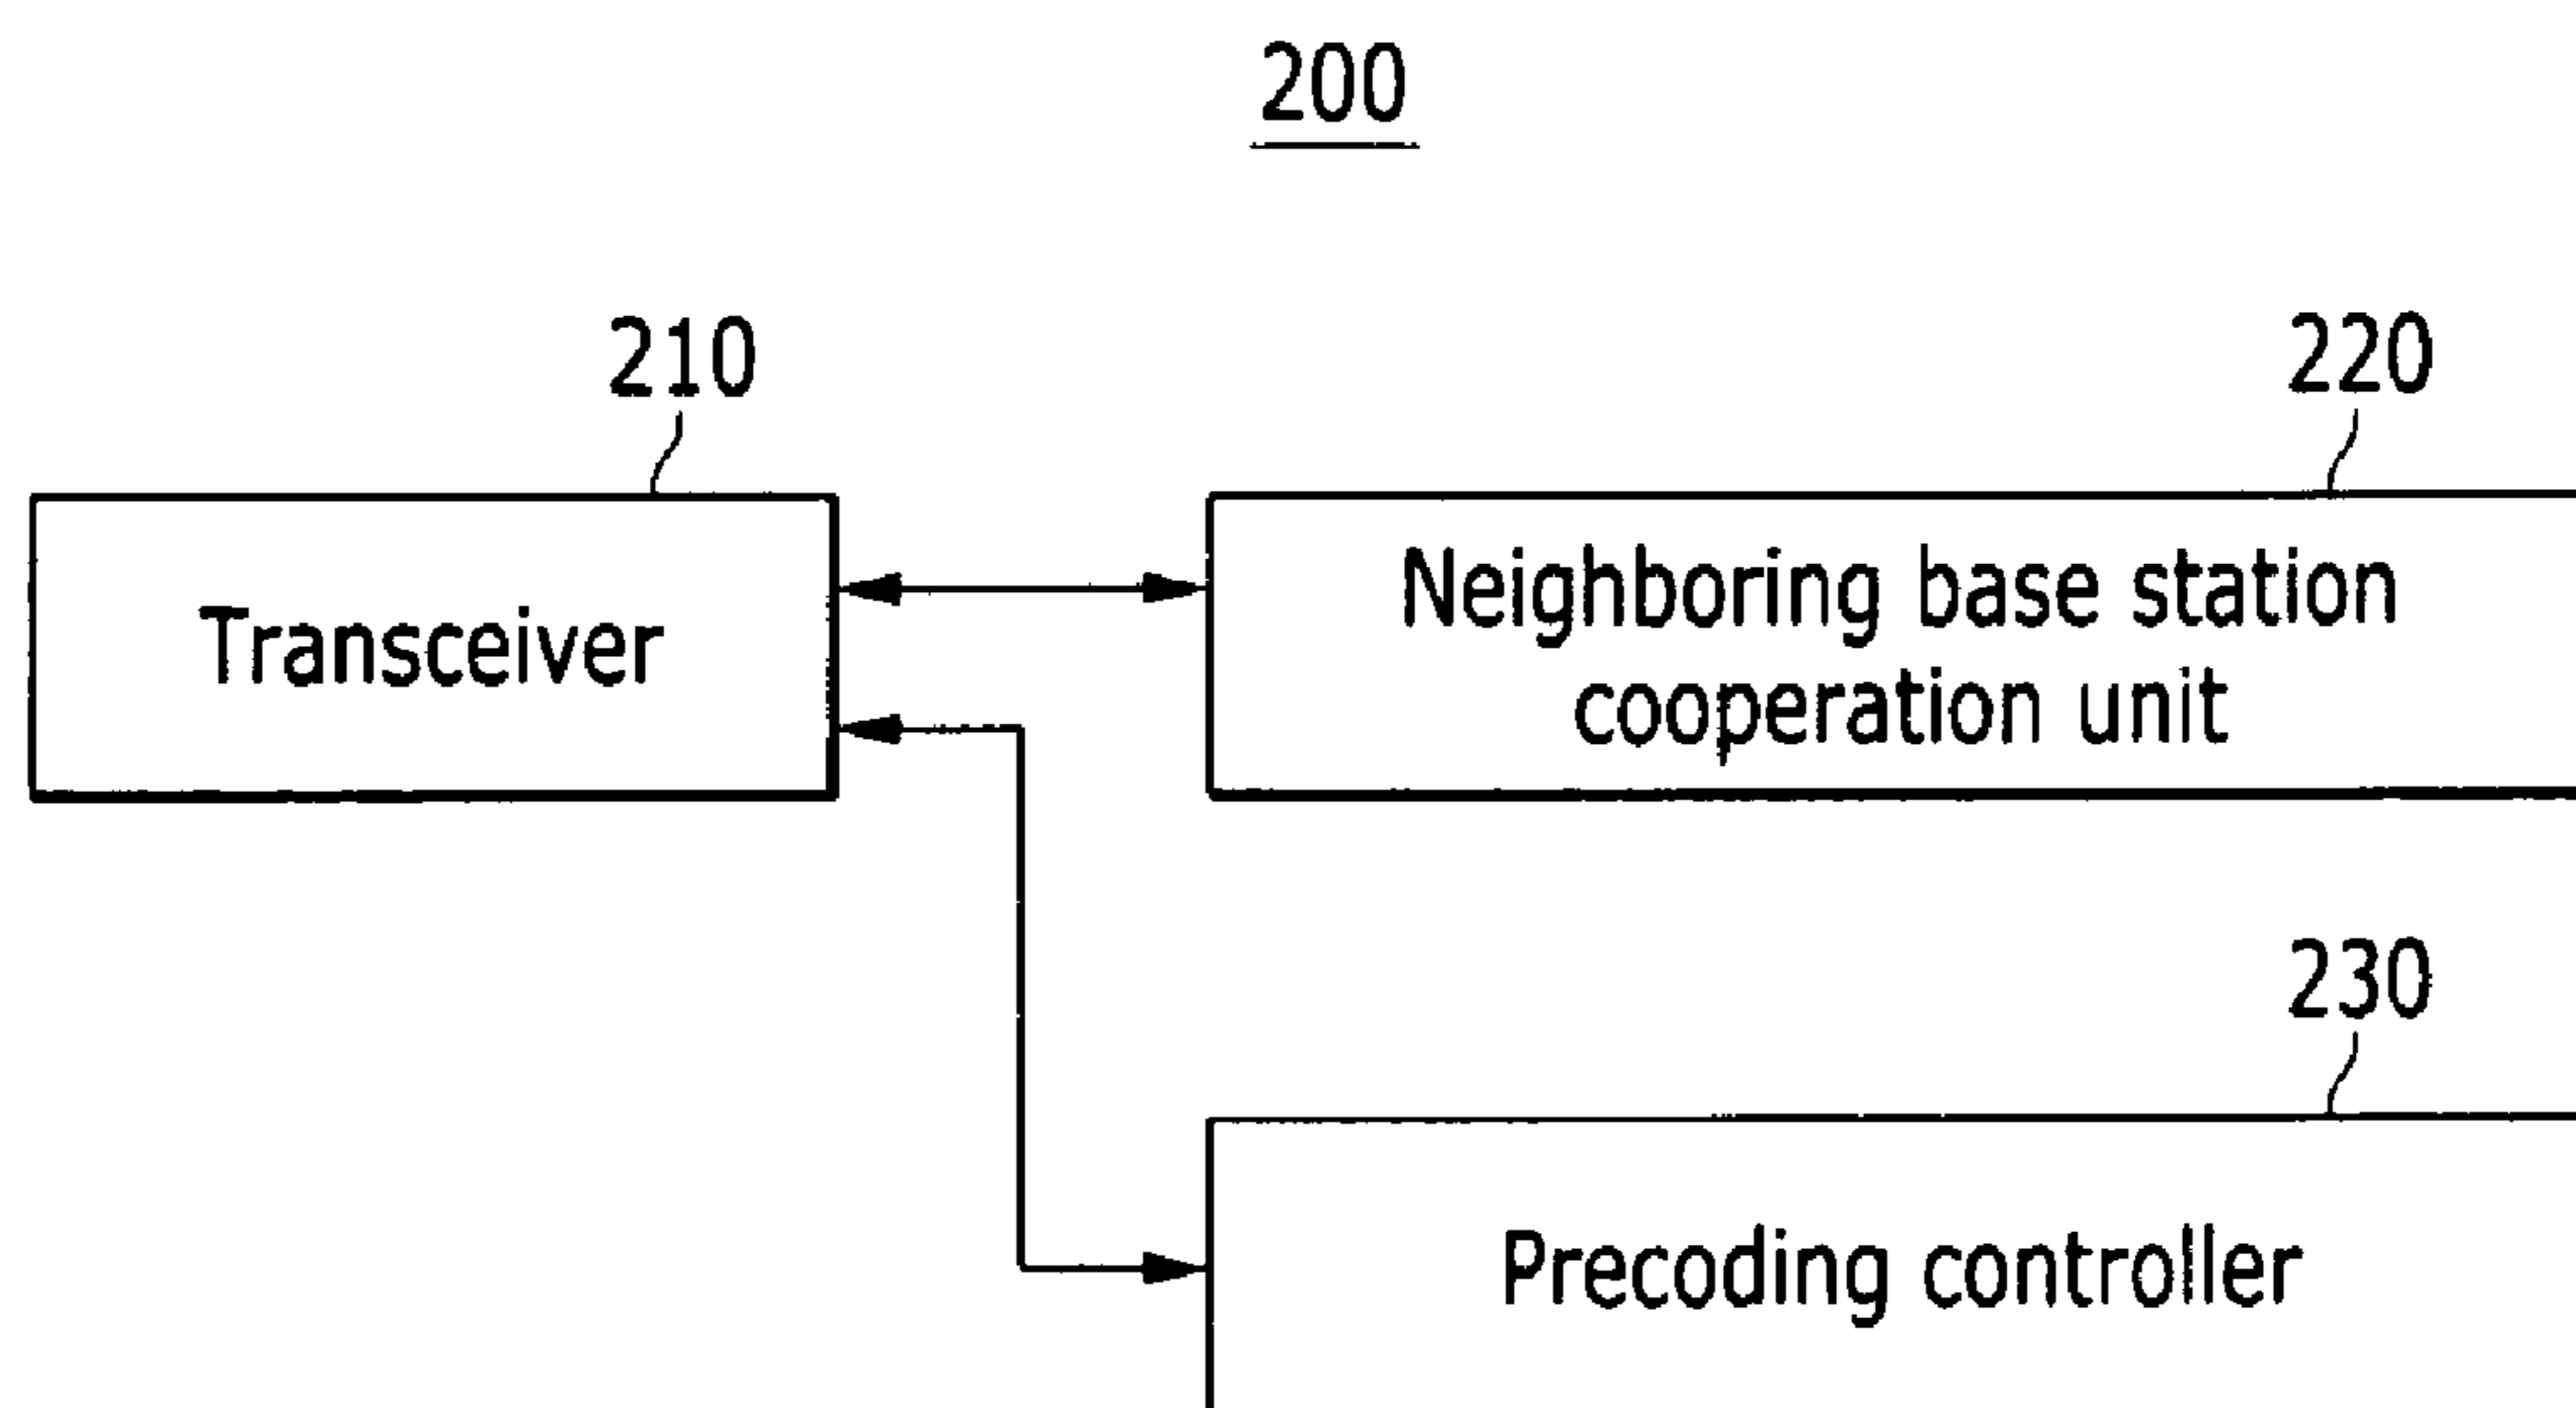 200
210
220
Transceiver
Neighboring base station
cooperation unit
230
Precoding controller